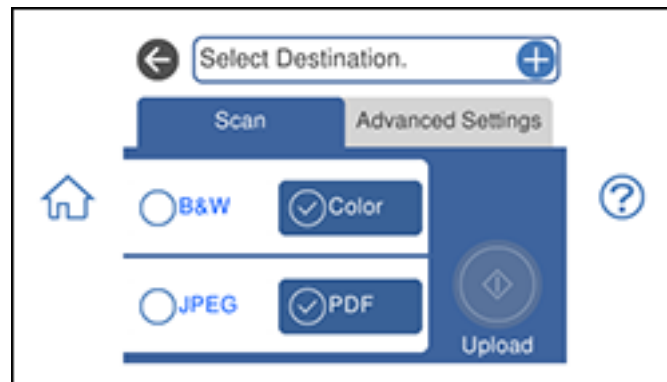 Select Destination.
Scan
Advanced Settings
B&W
Color
JPEG
PDF
Upload